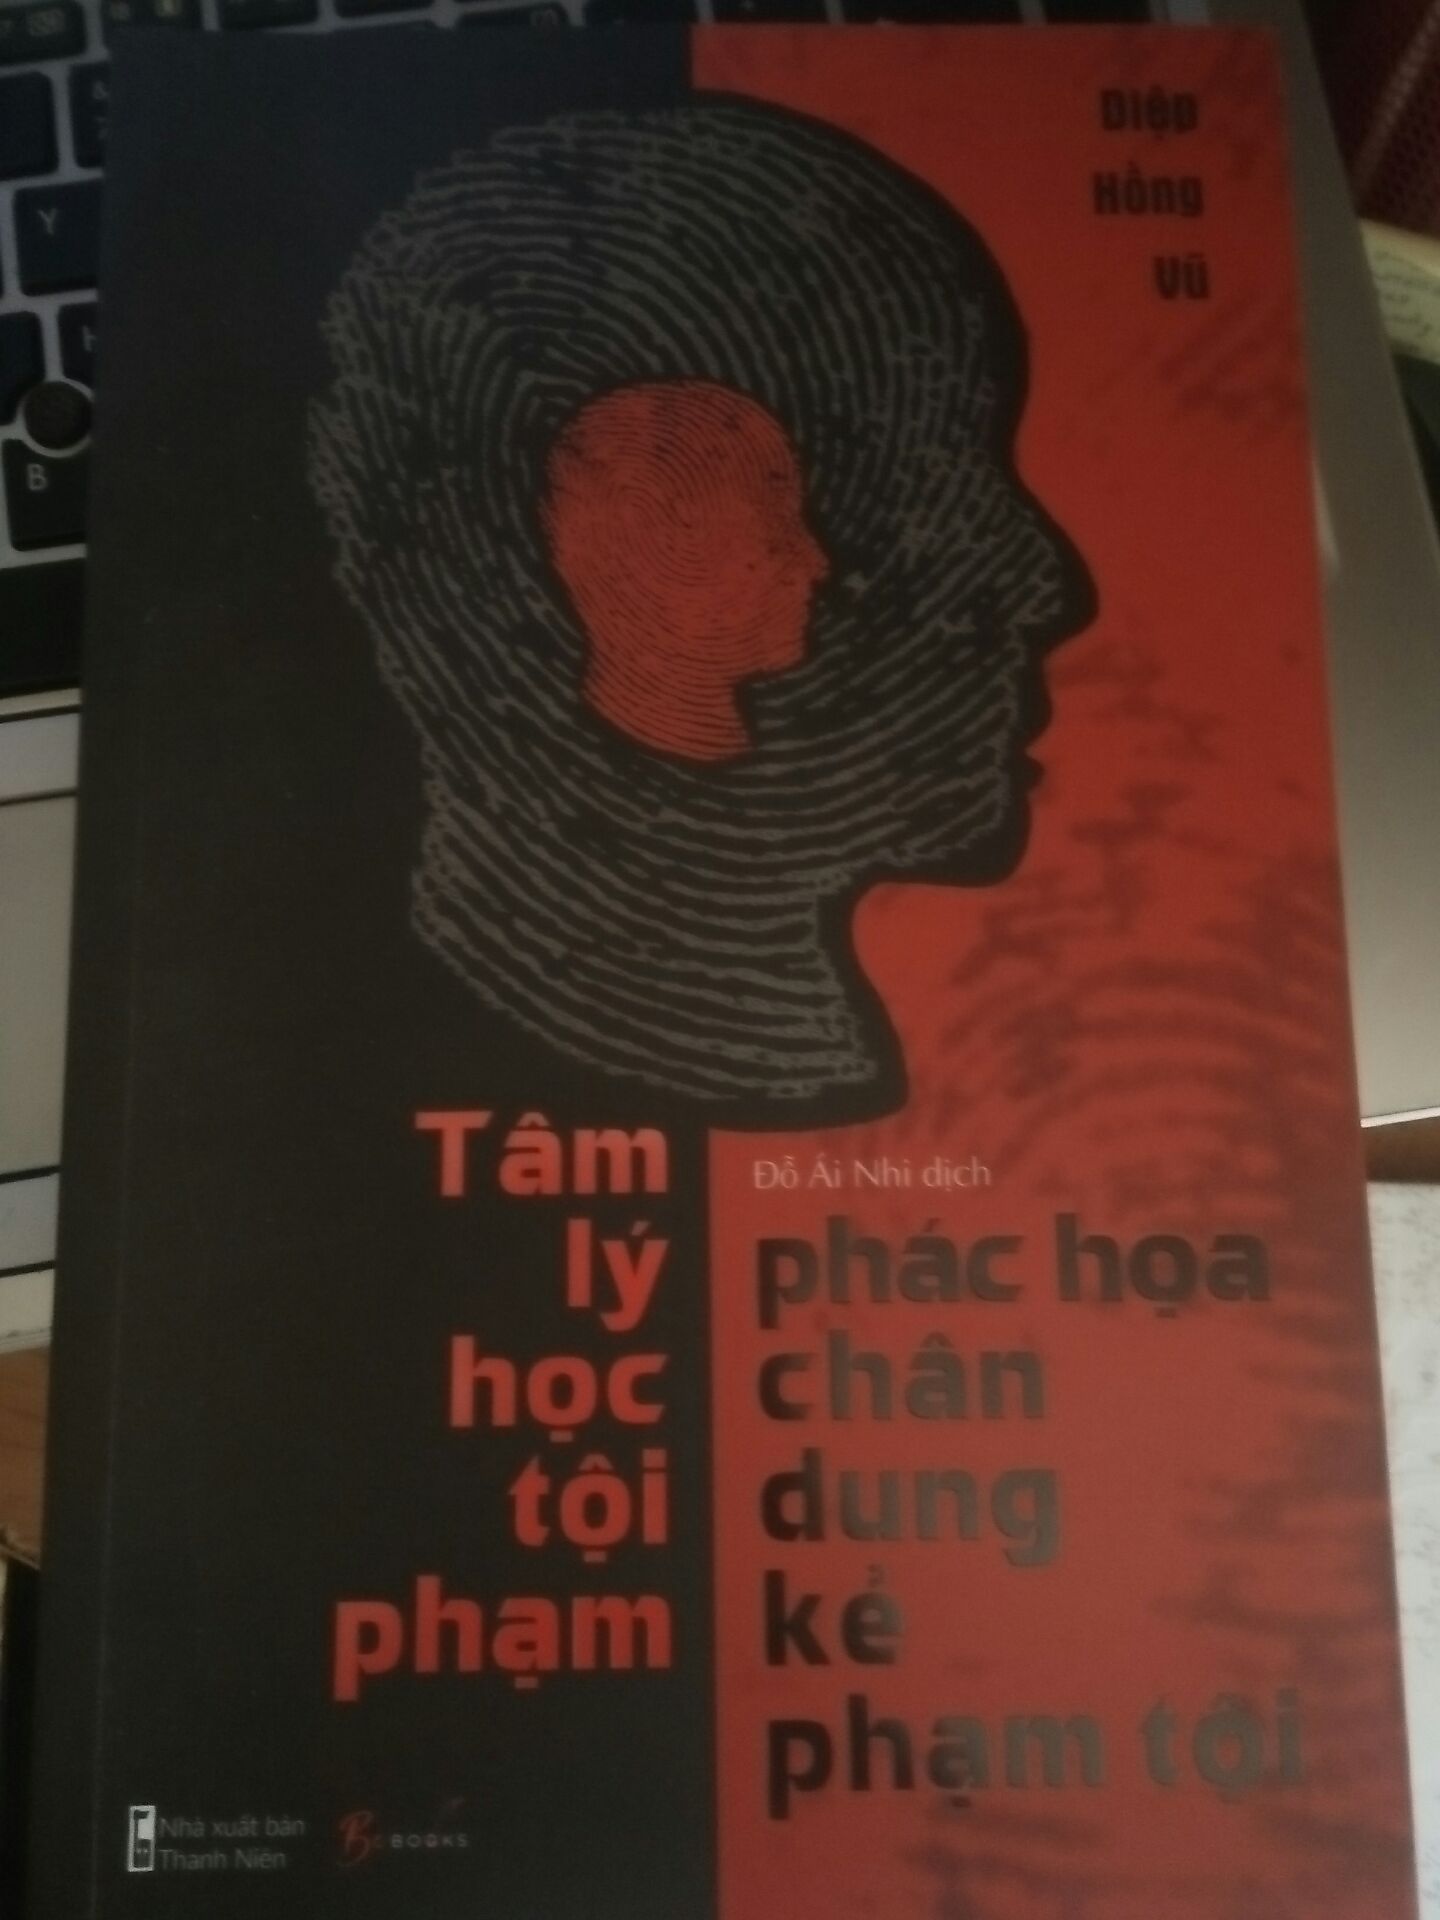 Diệp
Hồng
Vũ
Tâm
lý
học
tội
phạm
Đỗ Ái Nhi dịch
phác họa
chân
dung
kẻ
phạm tội
Nhà xuất bản
Thanh Niên
BOOKS
Y
B